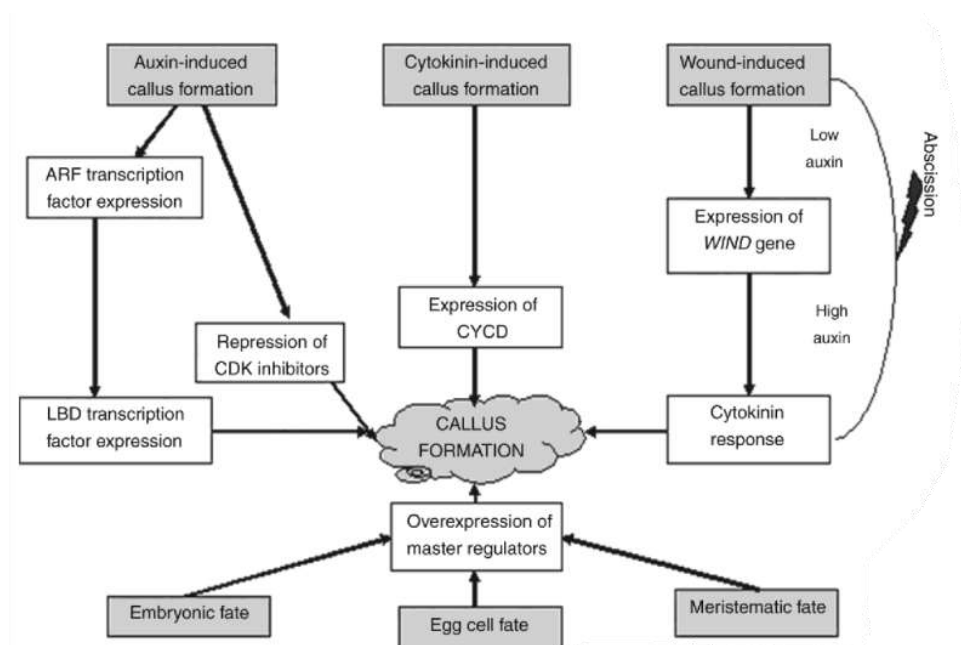 Auxin-induced
callus formation
Cytokinin-induced
callus formation
Wound-induced
callus formation
Low
auxin
Abscission
ARF transcription
factor expression
Expression of
WIND gene
Expression of
CYCD
High
auxin
Repression of
CDK inhibitors
LBD transcription
factor expression
CALLUS
FORMATION
Cytokinin
response
Overexpression of
master regulators
Embryonic fate
Egg cell fate
Meristematic fate